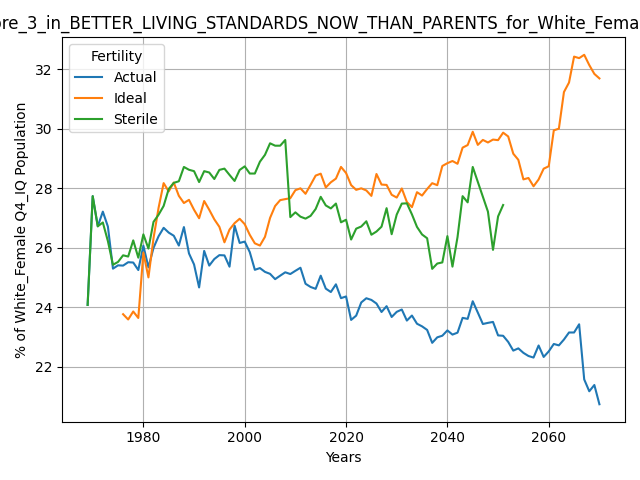 ore_3_in_BETTER_LIVING_STANDARDS_NOW_THAN_PARENTS_for_White_Fema
Fertility
Actual
Ideal
Sterile
% of White_Female Q4_IQ Population
32
30
28
26
24
22
1980
2000
2020
2040
2060
Years